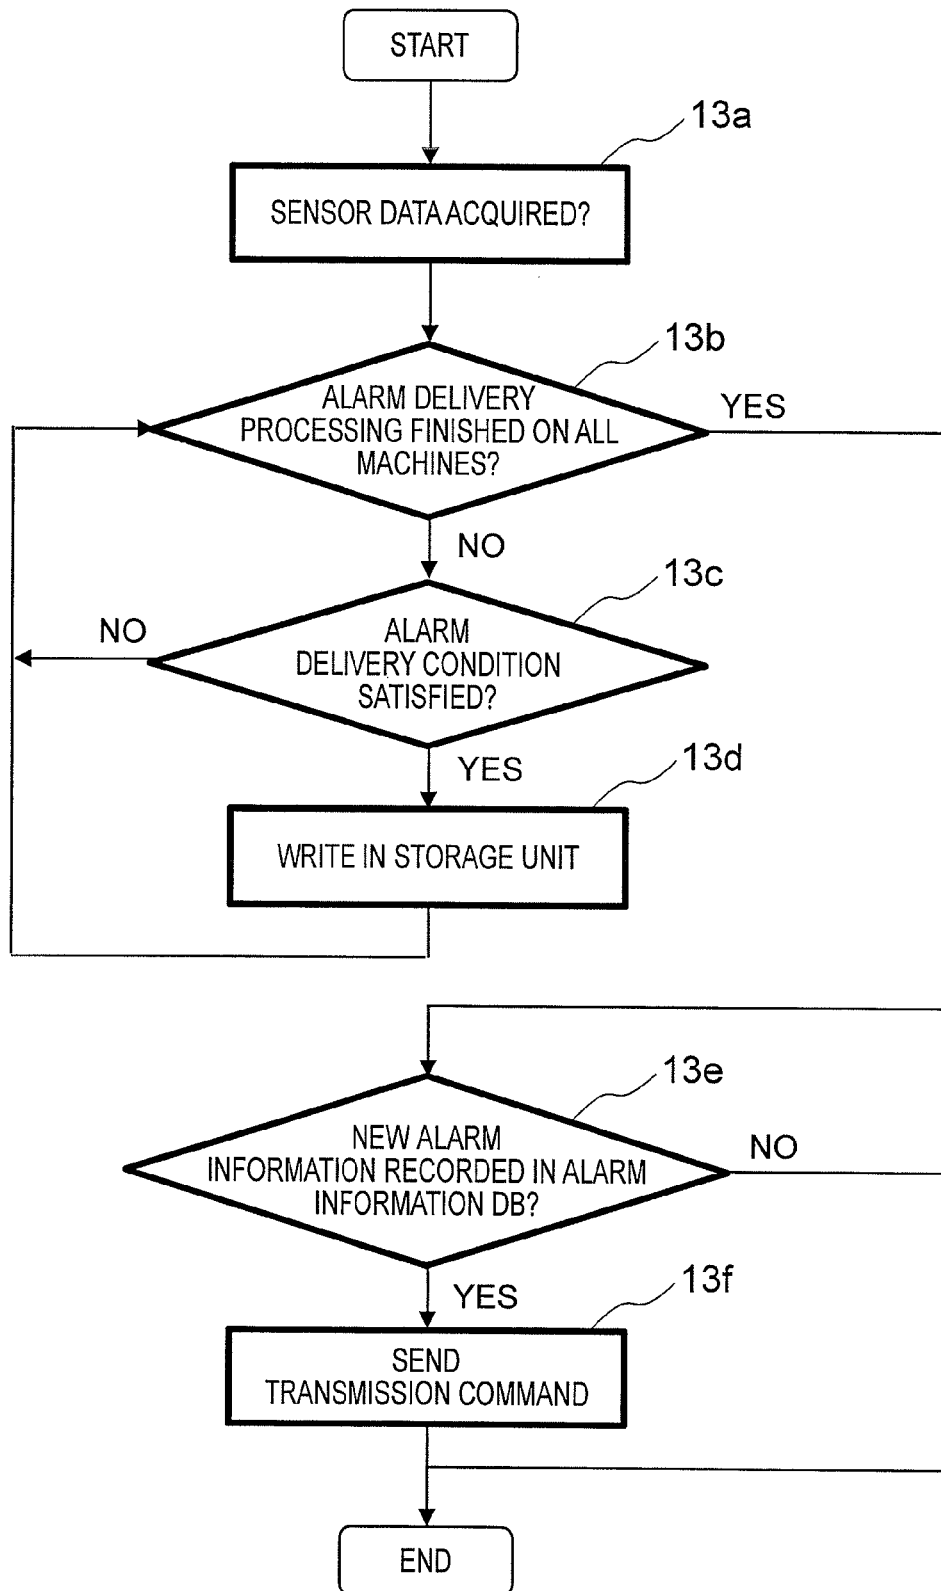 START
13a
SENSOR DATA ACQUIRED?
13b
ALARM DELIVERY
PROCESSING FINISHED ON ALL
MACHINES?
YES
NO
13c
ALARM
DELIVERY CONDITION
SATISFIED?
NO
YES
13d
WRITE IN STORAGE UNIT
13e
NEW ALARM
INFORMATION RECORDED IN ALARM
INFORMATION DB?
NO
YES
13f
SEND
TRANSMISSION COMMAND
END